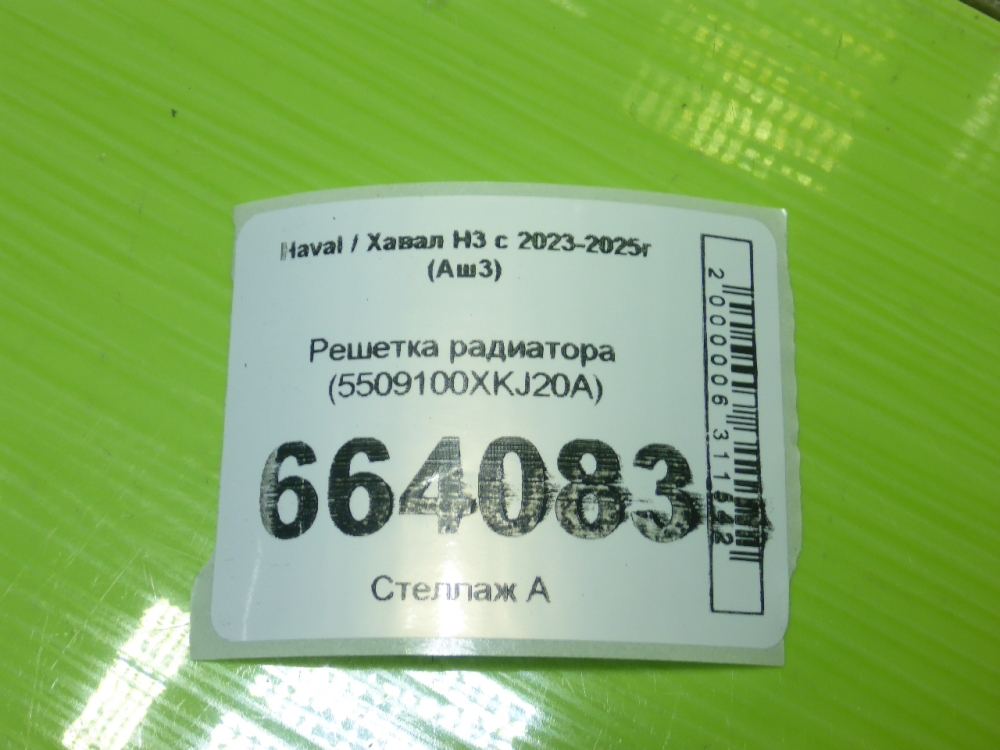 Haval / Хавал H3 с 2023-2025г
(Аш3)
Решетка радиатора
(5509100XKJ20A)
664083
Стеллаж А